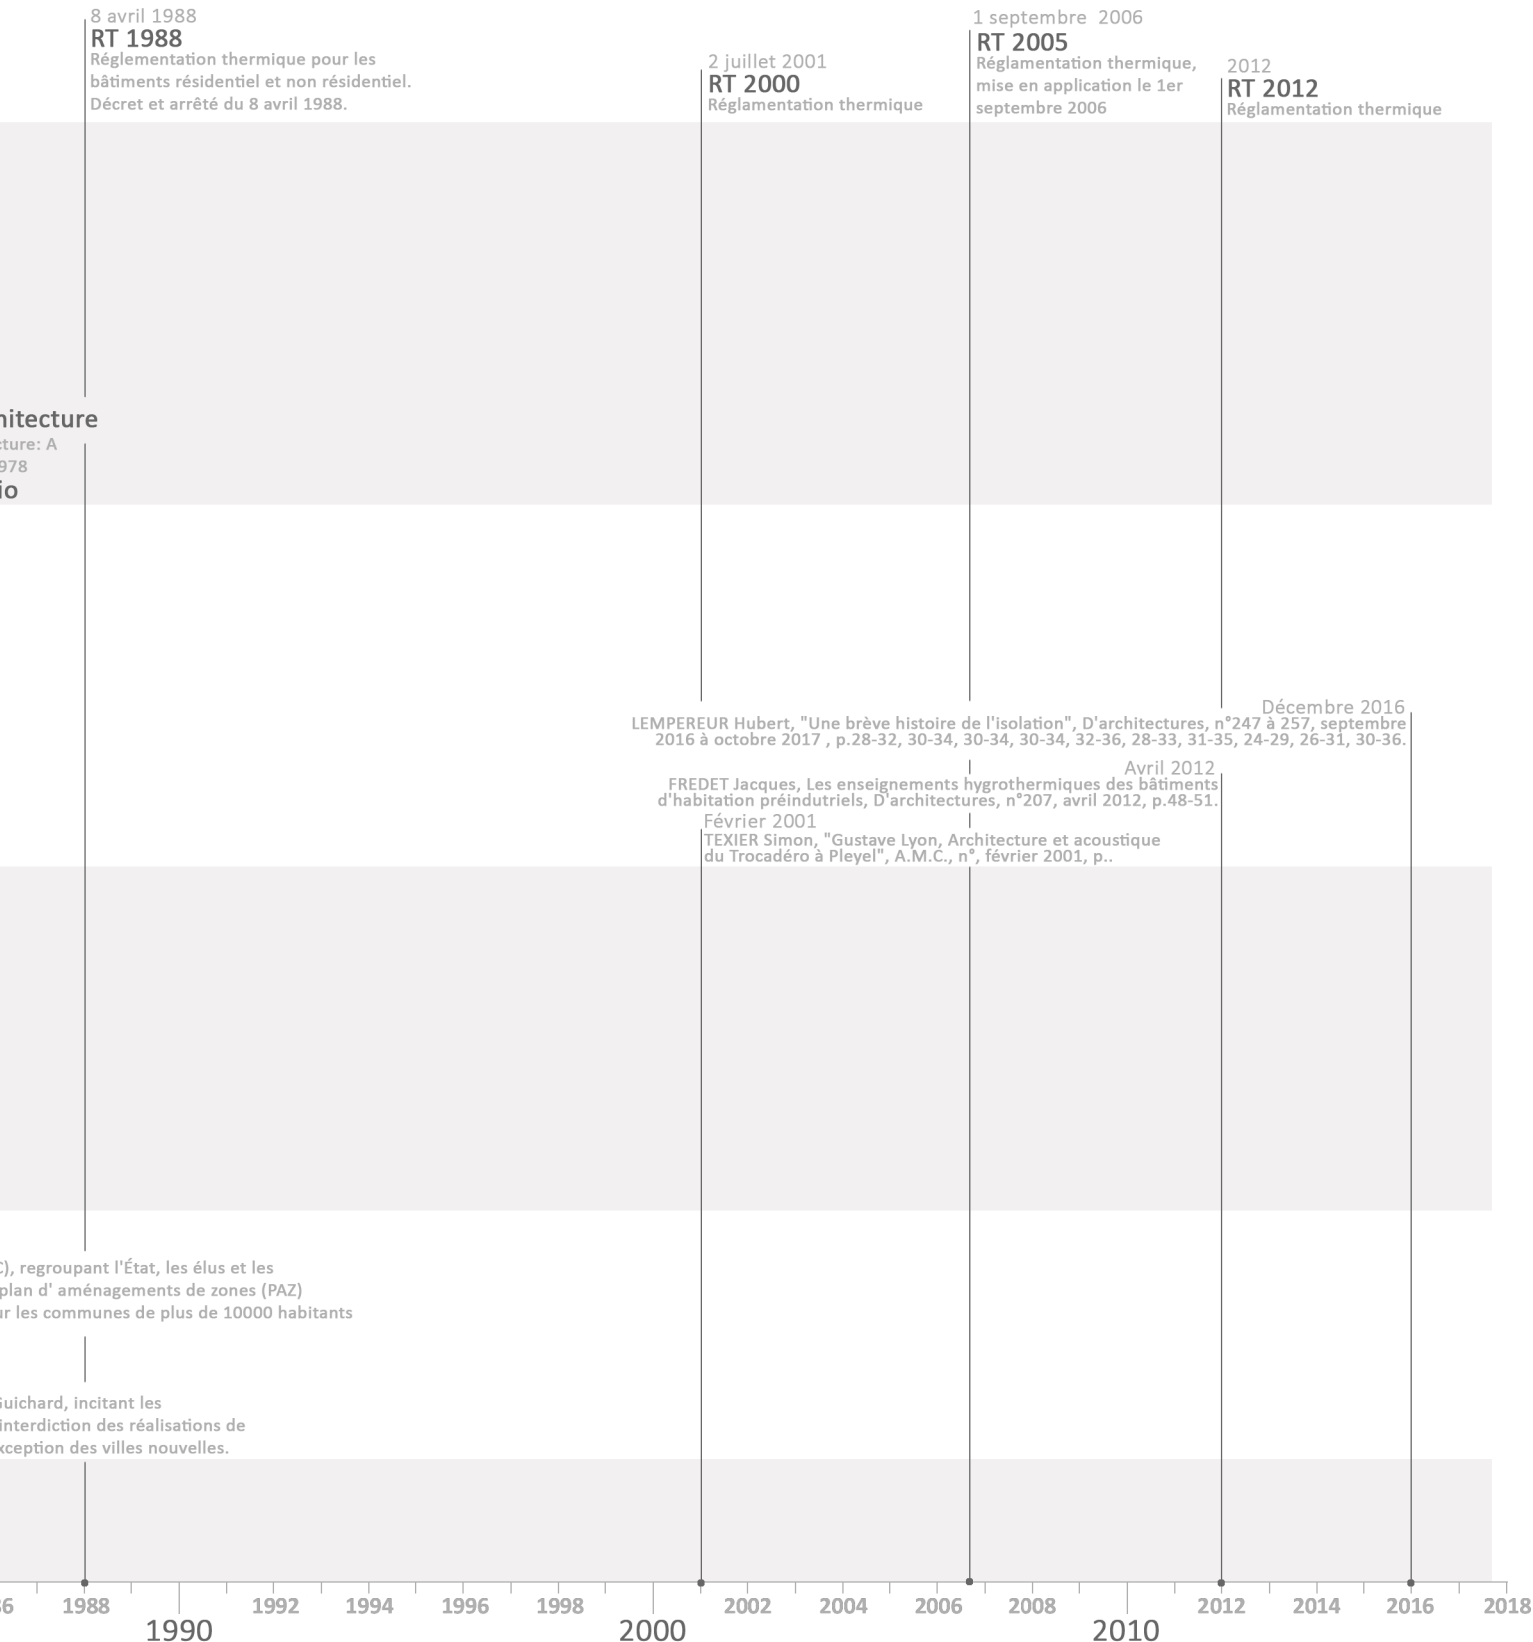 8 avril 1988
RT 1988
Réglementation thermique pour les
bâtiments résidentiel et non résidentiel.
Décret et arrêté du 8 avril 1988.
2 juillet 2001
RT 2000
Réglamentation thermique
1 septembre 2006
RT 2005
Réglamentation thermique,
mise en application le 1er
septembre 2006
2012
RT 2012
Réglamentation thermique
hitecture
cture: A
978
io
Décembre 2016
LEMPEREUR Hubert, "Une brève histoire de l'isolation", D'architectures, n°247 à 257, septembre
2016 à octobre 2017 , p.28-32, 30-34, 30-34, 30-34, 32-36, 28-33, 31-35, 24-29, 26-31, 30-36.
Avril 2012
FREDET Jacques, Les enseignements hygrothermiques des bâtiments
d'habitation préindutriels, D'architectures, n°207, avril 2012, p.48-51.
Février 2001
TEXIER Simon, "Gustave Lyon, Architecture et acoustique
du Trocadéro à Pleyel", A.M.C., n°, février 2001, p..
C), regroupant l'État, les élus et les
plan d' aménagements de zones (PAZ)
ur les communes de plus de 10000 habitants
Guichard, incitant les
interdiction des réalisations de
xception des villes nouvelles.
86 1988 1992 1994 1996 1998 2002 2004 2006 2008 2012 2014 2016 2018
1990 2000 2010